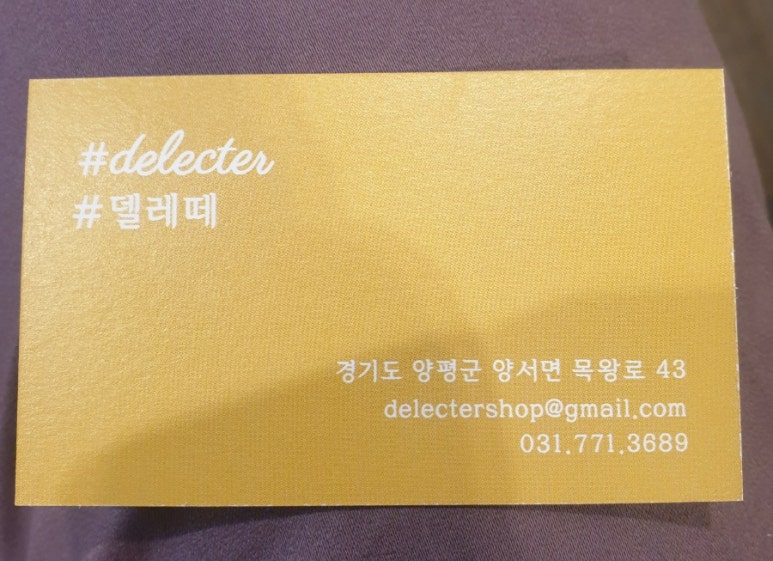 #delecter
#델레떼
경기도 양평군 양서면 목왕로 43
delectershop@gmail.com
031.771.3689